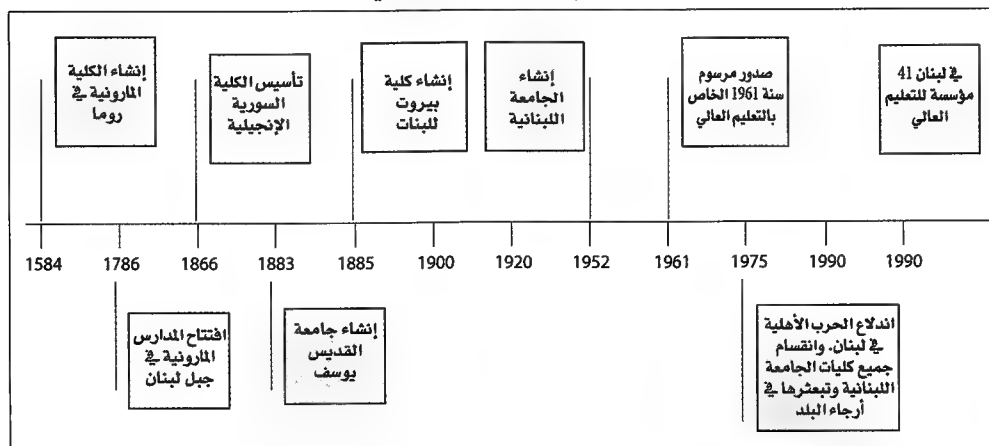 إنشاء الكلية
المارونية في
روما
تأسيس الكلية
السورية
الإنجيلية
إنشاء كلية
بيروت
للبنات
إنشاء
الجامعة
اللبنانية
صدور مرسوم
سنة 1961 الخاص
بالتعليم العالي
في لبنان 41
مؤسسة للتعليم
العالي
1584 1786 1866 1883 1885 1900 1920 1952 1961 1975 1990 1990
افتتاح المدارس
المارونية في
جبل لبنان
إنشاء جامعة
القديس
يوسف
اندلاع الحرب الأهلية
في لبنان. وانقسام
جميع كليات الجامعة
اللبنانية وتبعثرها في
أرجاء البلد